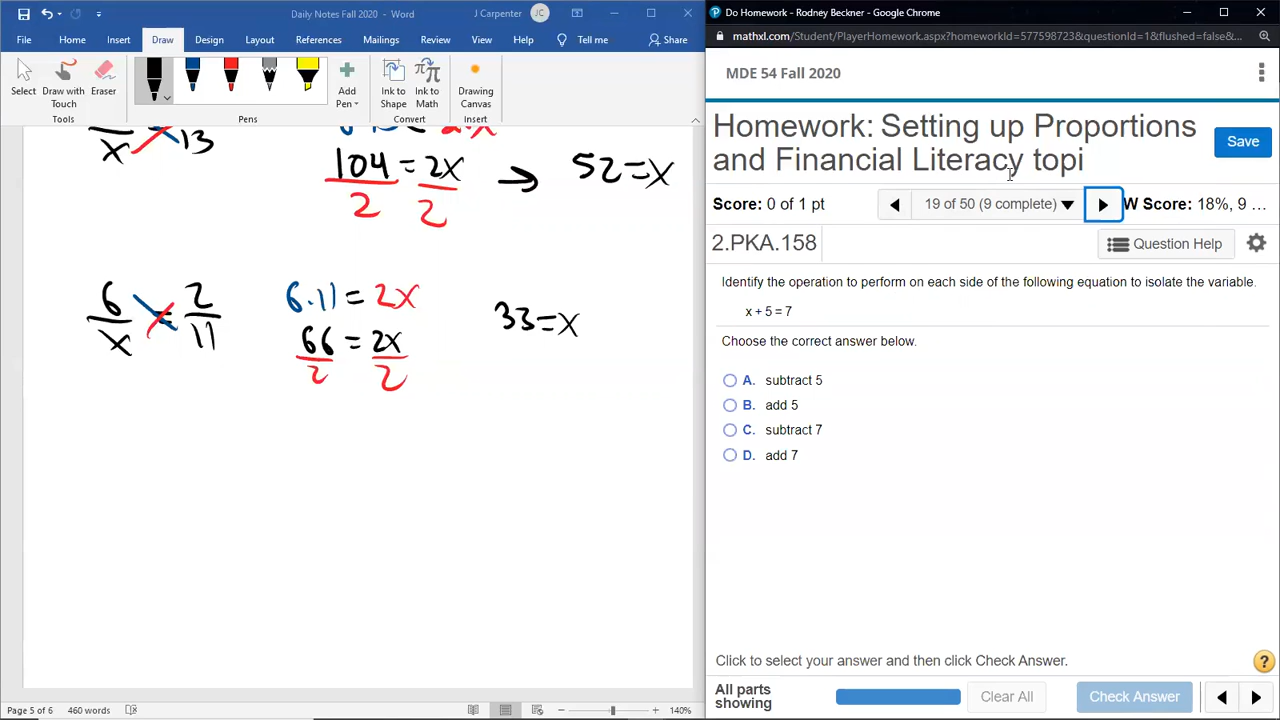 Daily Notes Fall 2020 - Word
J Carpenter
JC
File Home Insert Draw Design Layout References Mailings Review View Help Tell me Share
Select Draw with Touch Eraser Add Pen Ink to Shape Ink to Math Drawing Canvas
Tools Pens Convert Insert
x 13
104 = 2x → 52 = x
2 2
6/x = 2/11 6·11 = 2x
66 = 2x 33 = x
2 2
Page 5 of 6 460 words 140%
Do Homework - Rodney Beckner - Google Chrome
mathxl.com/Student/PlayerHomework.aspx?homeworkId=577598723&questionId=1&flushed=false&...
MDE 54 Fall 2020
Homework: Setting up Proportions
and Financial Literacy topi
Save
Score: 0 of 1 pt 19 of 50 (9 complete) W Score: 18%, 9 ...
2.PKA.158 Question Help
Identify the operation to perform on each side of the following equation to isolate the variable.
x + 5 = 7
Choose the correct answer below.
A. subtract 5
B. add 5
C. subtract 7
D. add 7
Click to select your answer and then click Check Answer.
?
All parts
showing
Clear All Check Answer